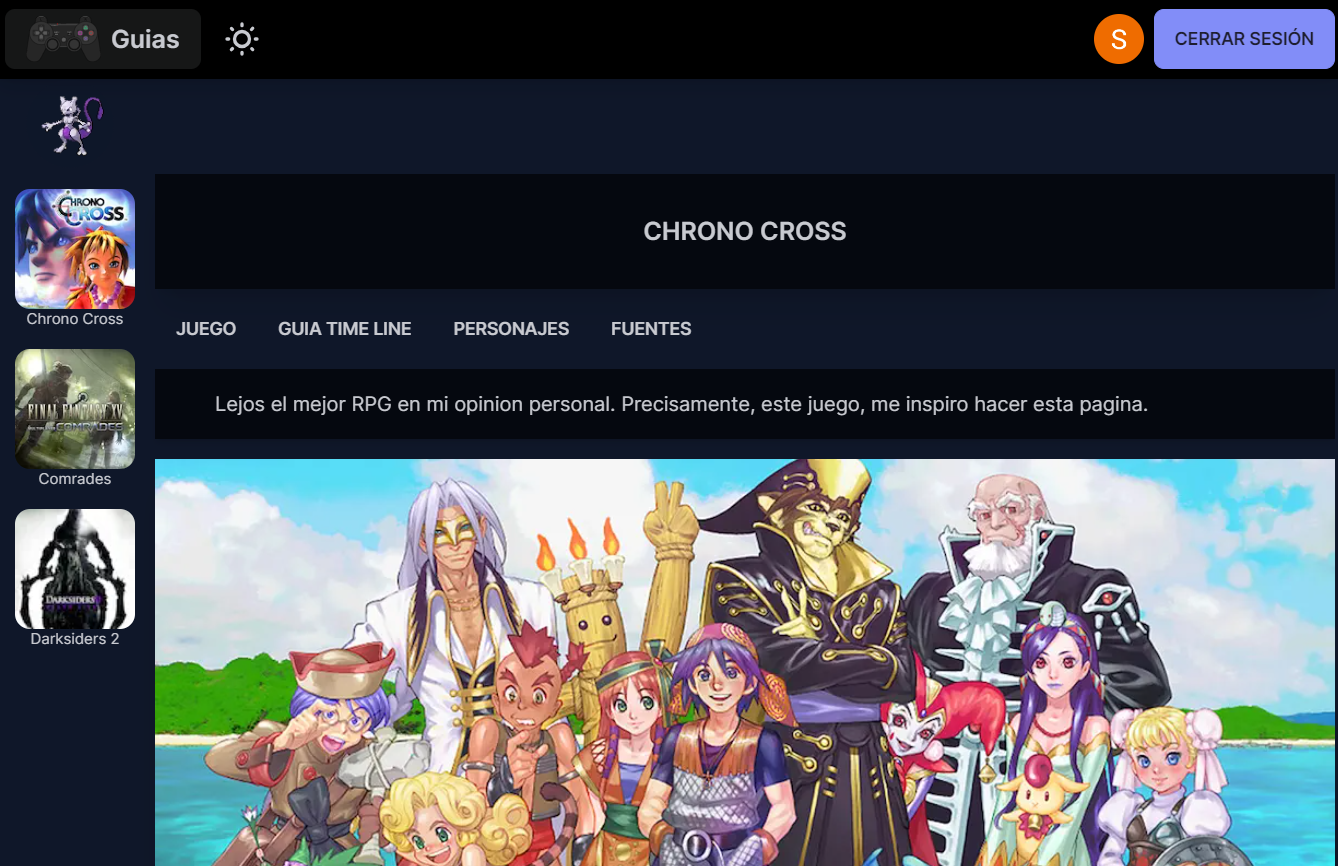 Guias
S
CERRAR SESIÓN
CHRONO
CROSS
Chrono Cross
FINAL FANTASY XV
COMRADES
Comrades
DARKSIDERS
Darksiders 2
CHRONO CROSS
JUEGO GUIA TIME LINE PERSONAJES FUENTES
Lejos el mejor RPG en mi opinion personal. Precisamente, este juego, me inspiro hacer esta pagina.